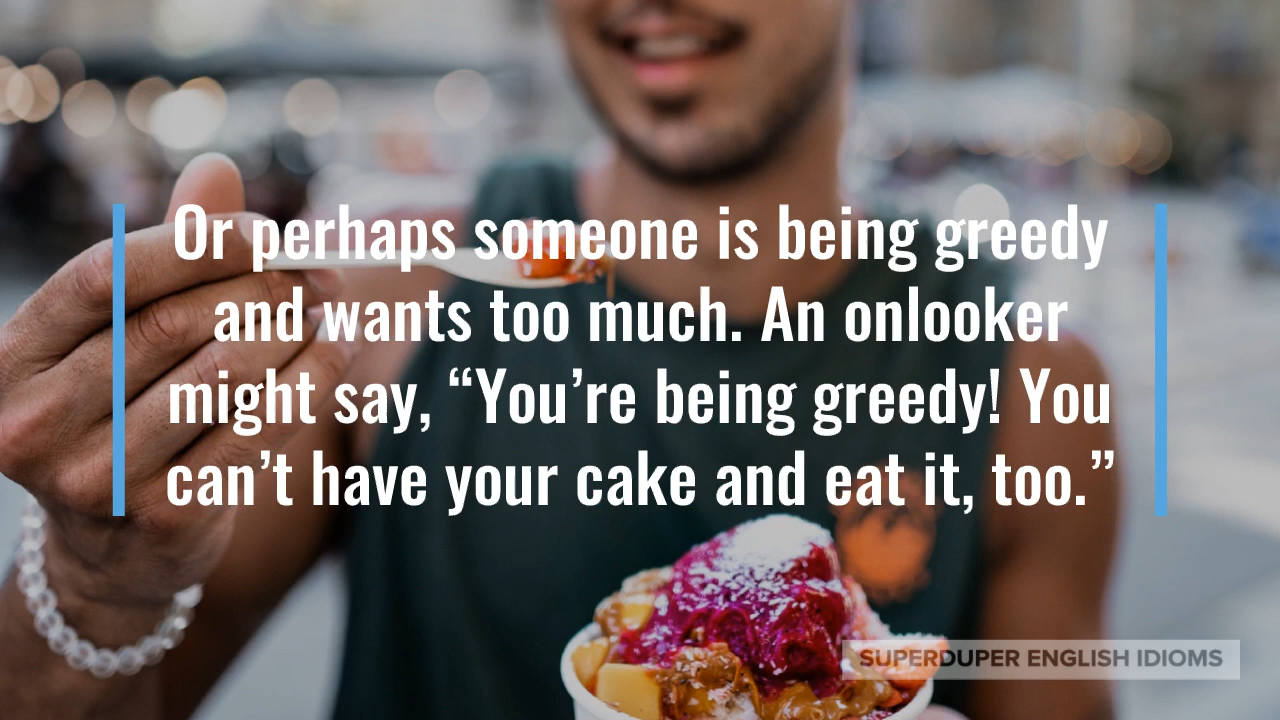 Or perhaps someone is being greedy
and wants too much. An onlooker
might say, “You’re being greedy! You
can’t have your cake and eat it, too.”
SUPERDUPER ENGLISH IDIOMS